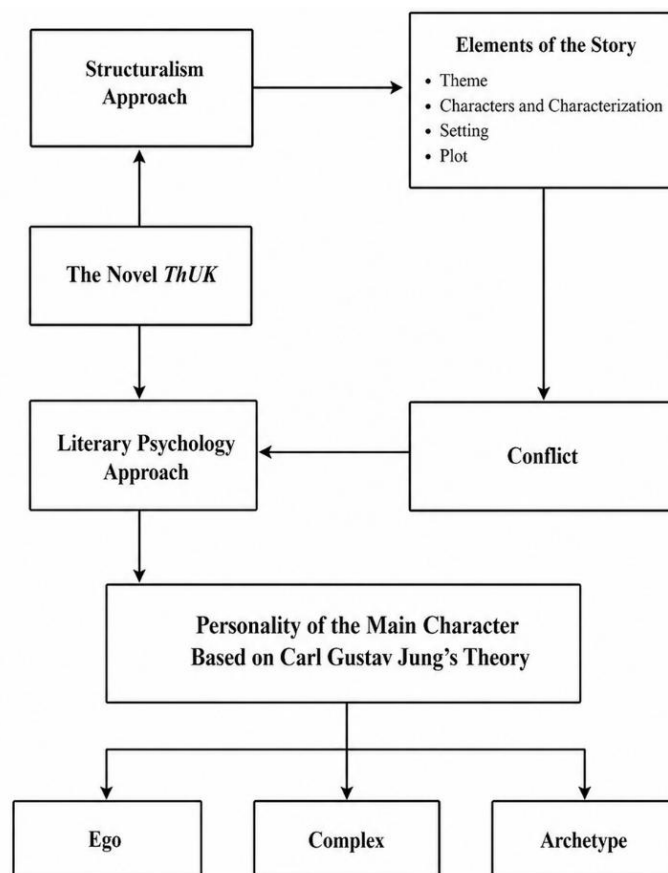 Structuralism
Approach
Elements of the Story
• Theme
• Characters and Characterization
• Setting
• Plot
The Novel ThUK
Literary Psychology
Approach
Conflict
Personality of the Main Character
Based on Carl Gustav Jung’s Theory
Ego
Complex
Archetype